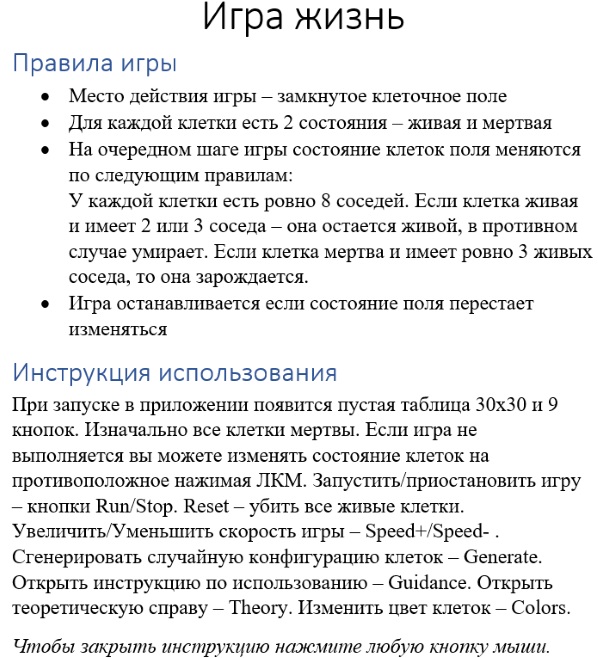 Игра жизнь
Правила игры
• Место действия игры – замкнутое клеточное поле
• Для каждой клетки есть 2 состояния – живая и мертвая
• На очередном шаге игры состояние клеток поля меняются
по следующим правилам:
У каждой клетки есть ровно 8 соседей. Если клетка живая
и имеет 2 или 3 соседа – она остается живой, в противном
случае умирает. Если клетка мертва и имеет ровно 3 живых
соседа, то она зарождается.
• Игра останавливается если состояние поля перестает
изменяться
Инструкция использования
При запуске в приложении появится пустая таблица 30x30 и 9
кнопок. Изначально все клетки мертвы. Если игра не
выполняется вы можете изменять состояние клеток на
противоположное нажимая ЛКМ. Запустить/приостановить игру
– кнопки Run/Stop. Reset – убить все живые клетки.
Увеличить/Уменьшить скорость игры – Speed+/Speed- .
Сгенерировать случайную конфигурацию клеток – Generate.
Открыть инструкцию по использованию – Guidance. Открыть
теоретическую справу – Theory. Изменить цвет клеток – Colors.
Чтобы закрыть инструкцию нажмите любую кнопку мыши.